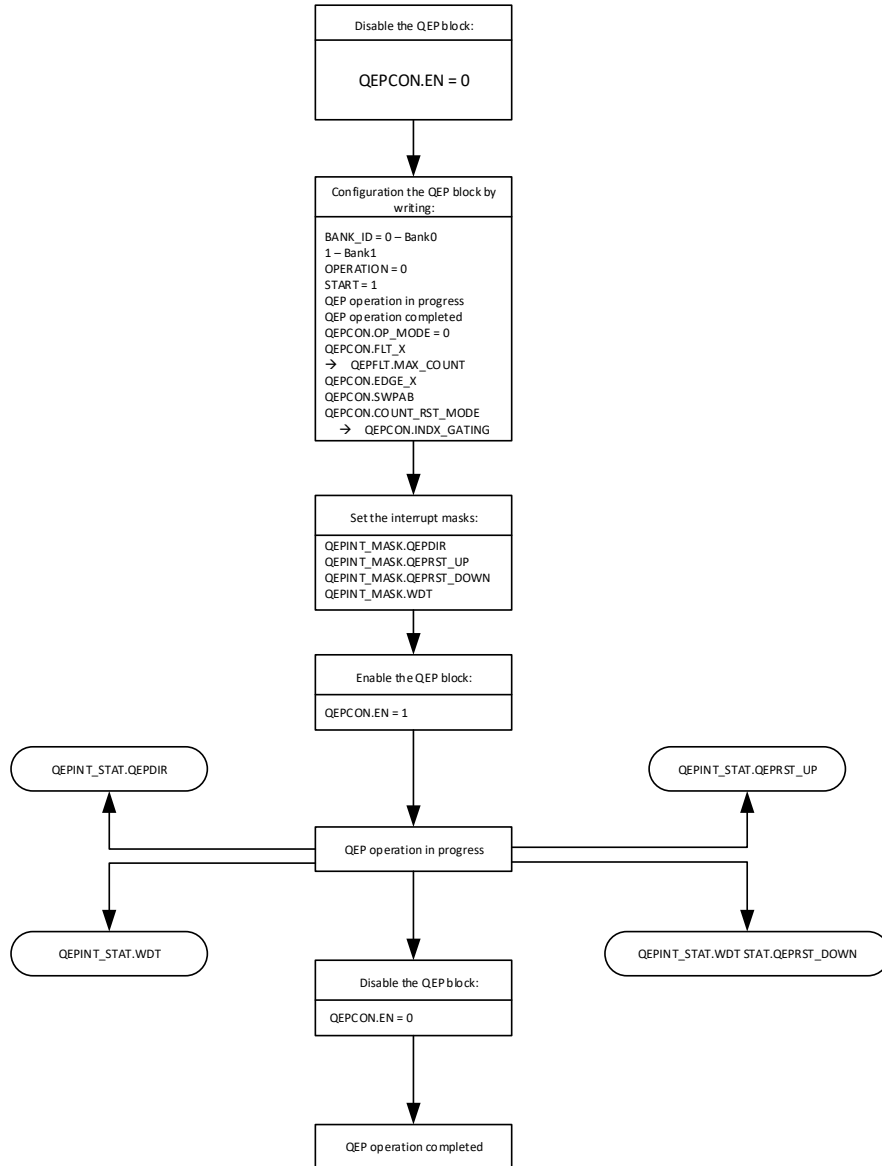 Disable the QEP block:
QEPCON.EN = 0
Configuration the QEP block by
writing:
BANK_ID = 0 – Bank0
1 – Bank1
OPERATION = 0
START = 1
QEP operation in progress
QEP operation completed
QEPCON.OP_MODE = 0
QEPCON.FLT_X
→ QEPFLT.MAX_COUNT
QEPCON.EDGE_X
QEPCON.SWPAB
QEPCON.COUNT_RST_MODE
→ QEPCON.INDX_GATING
Set the interrupt masks:
QEPINT_MASK.QEPDIR
QEPINT_MASK.QEPRST_UP
QEPINT_MASK.QEPRST_DOWN
QEPINT_MASK.WDT
Enable the QEP block:
QEPCON.EN = 1
QEPINT_STAT.QEPDIR
QEPINT_STAT.QEPRST_UP
QEP operation in progress
QEPINT_STAT.WDT
QEPINT_STAT.WDT STAT.QEPRST_DOWN
Disable the QEP block:
QEPCON.EN = 0
QEP operation completed